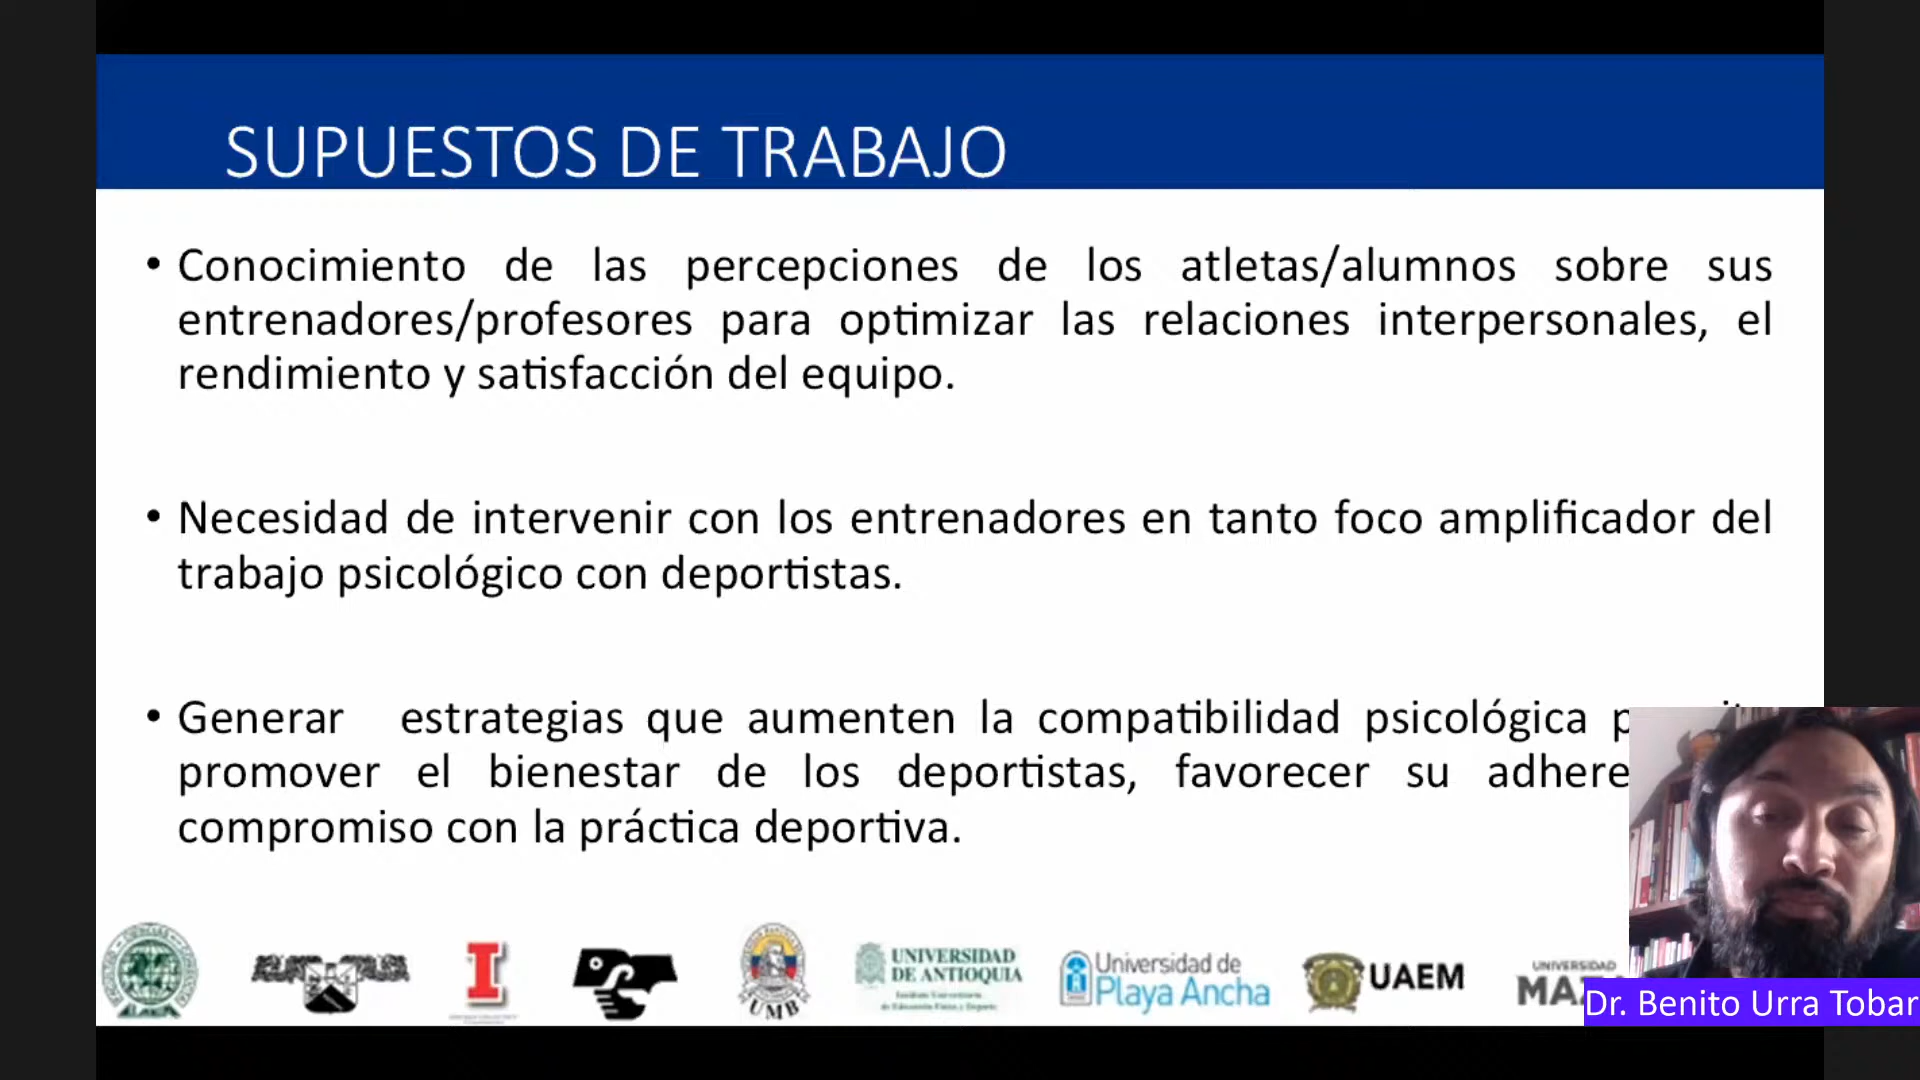 SUPUESTOS DE TRABAJO
• Conocimiento de las percepciones de los atletas/alumnos sobre sus
entrenadores/profesores para optimizar las relaciones interpersonales, el
rendimiento y satisfacción del equipo.
• Necesidad de intervenir con los entrenadores en tanto foco amplificador del
trabajo psicológico con deportistas.
• Generar estrategias que aumenten la compatibilidad psicológica
promover el bienestar de los deportistas, favorecer su
compromiso con la práctica deportiva.
UMB
UNIVERSIDAD
DE ANTIOQUIA
Universidad de
Playa Ancha
UAEM
UNIVERSIDAD
Dr. Benito Urra Tobar